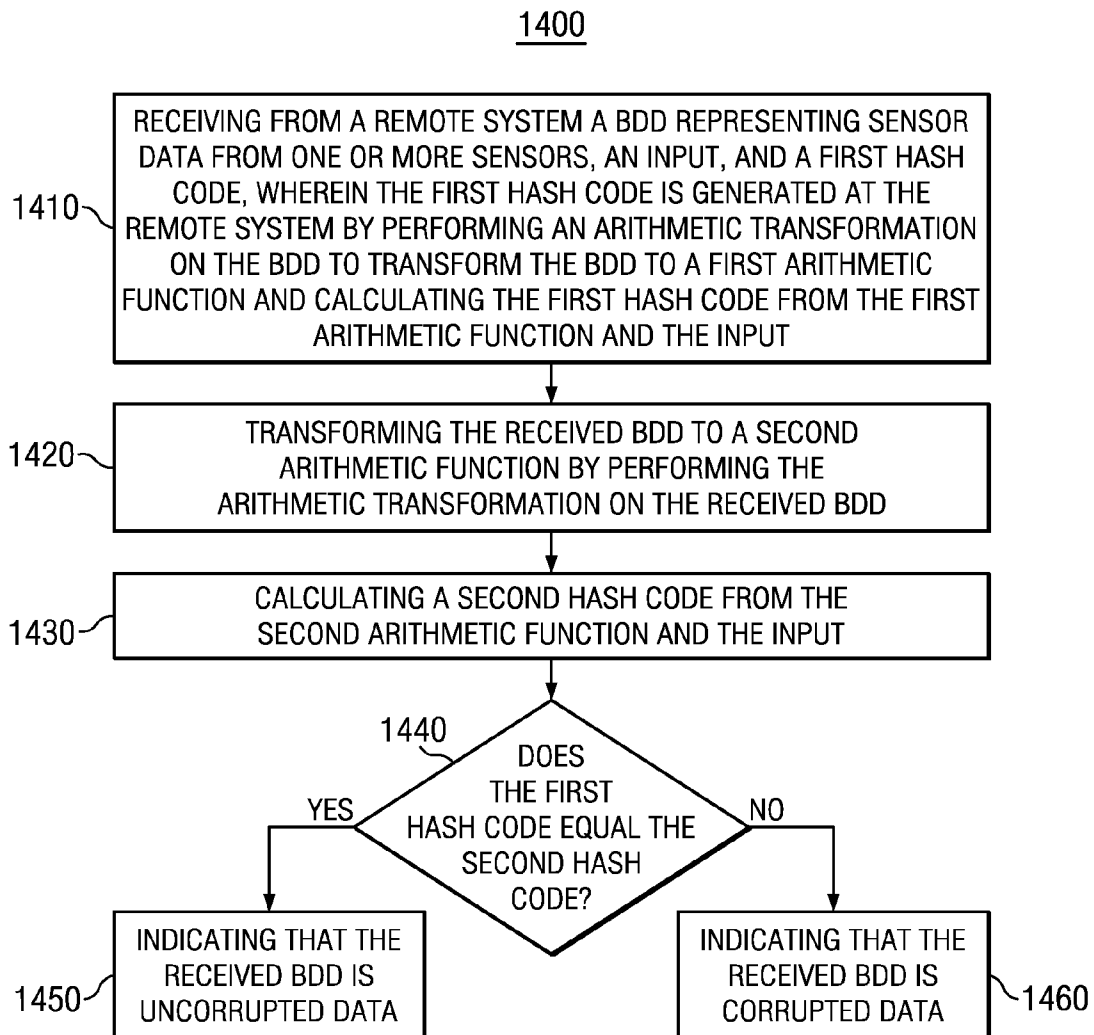 1400
RECEIVING FROM A REMOTE SYSTEM A BDD REPRESENTING SENSOR
DATA FROM ONE OR MORE SENSORS, AN INPUT, AND A FIRST HASH
CODE, WHEREIN THE FIRST HASH CODE IS GENERATED AT THE
REMOTE SYSTEM BY PERFORMING AN ARITHMETIC TRANSFORMATION
ON THE BDD TO TRANSFORM THE BDD TO A FIRST ARITHMETIC
FUNCTION AND CALCULATING THE FIRST HASH CODE FROM THE FIRST
ARITHMETIC FUNCTION AND THE INPUT
1410
TRANSFORMING THE RECEIVED BDD TO A SECOND
ARITHMETIC FUNCTION BY PERFORMING THE
ARITHMETIC TRANSFORMATION ON THE RECEIVED BDD
1420
CALCULATING A SECOND HASH CODE FROM THE
SECOND ARITHMETIC FUNCTION AND THE INPUT
1430
1440
DOES
THE FIRST
HASH CODE EQUAL THE
SECOND HASH
CODE?
YES
NO
INDICATING THAT THE
RECEIVED BDD IS
UNCORRUPTED DATA
1450
INDICATING THAT THE
RECEIVED BDD IS
CORRUPTED DATA
1460